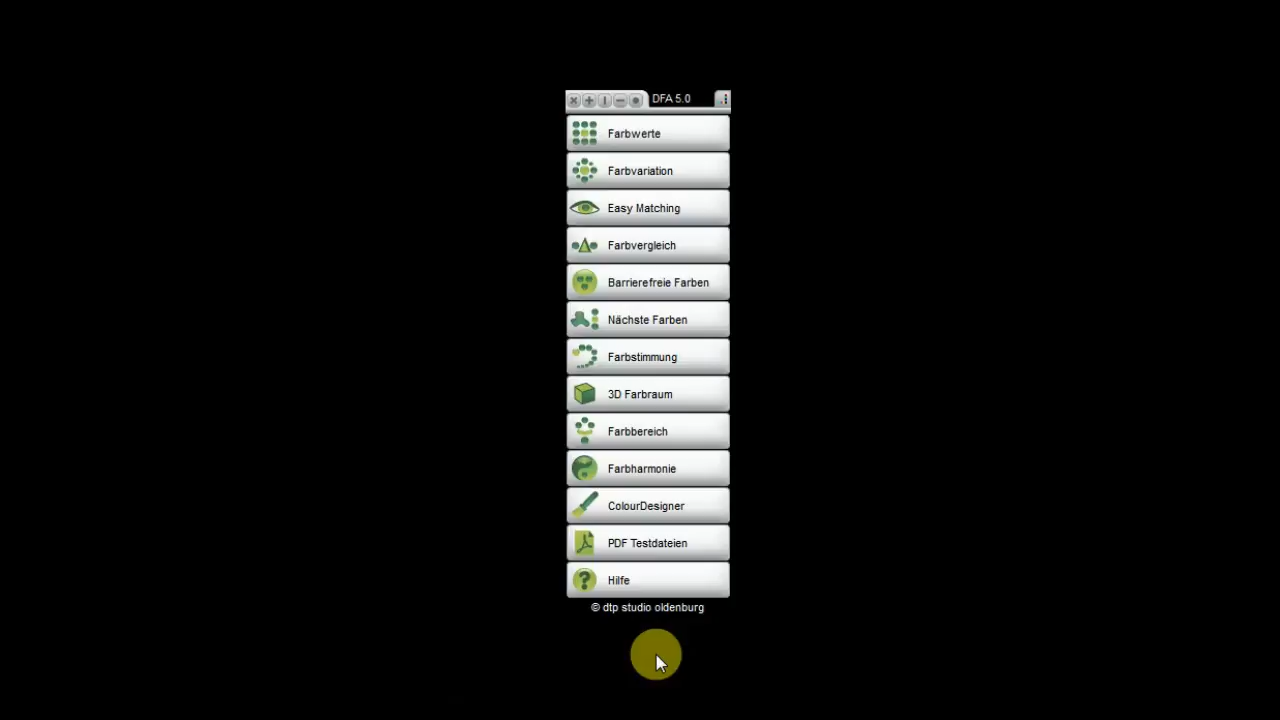 DFA 5.0
Farbwerte
Farbvariation
Easy Matching
Farbvergleich
Barrierefreie Farben
Nächste Farben
Farbstimmung
3D Farbraum
Farbbereich
Farbharmonie
ColourDesigner
PDF Testdateien
Hilfe
© dtp studio oldenburg